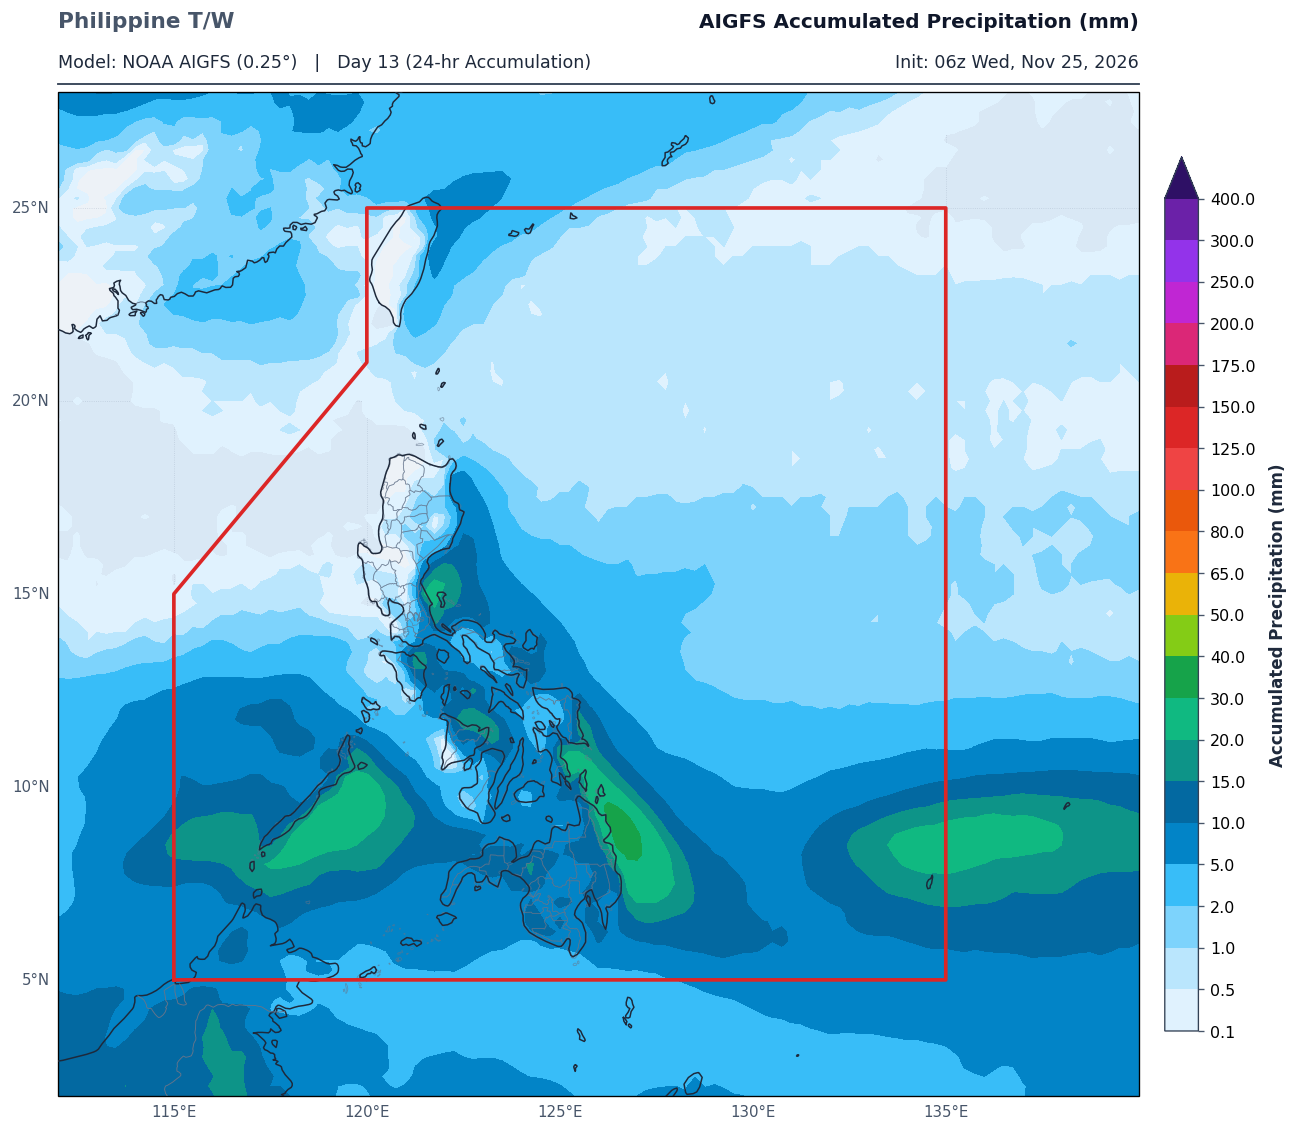 Philippine T/W
AIGFS Accumulated Precipitation (mm)
Model: NOAA AIGFS (0.25°)   |   Day 13 (24-hr Accumulation)
Init: 06z Wed, Nov 25, 2026
25°N
20°N
15°N
10°N
5°N
115°E
120°E
125°E
130°E
135°E
400.0
300.0
250.0
200.0
175.0
150.0
125.0
100.0
80.0
65.0
50.0
40.0
30.0
20.0
15.0
10.0
5.0
2.0
1.0
0.5
0.1
Accumulated Precipitation (mm)